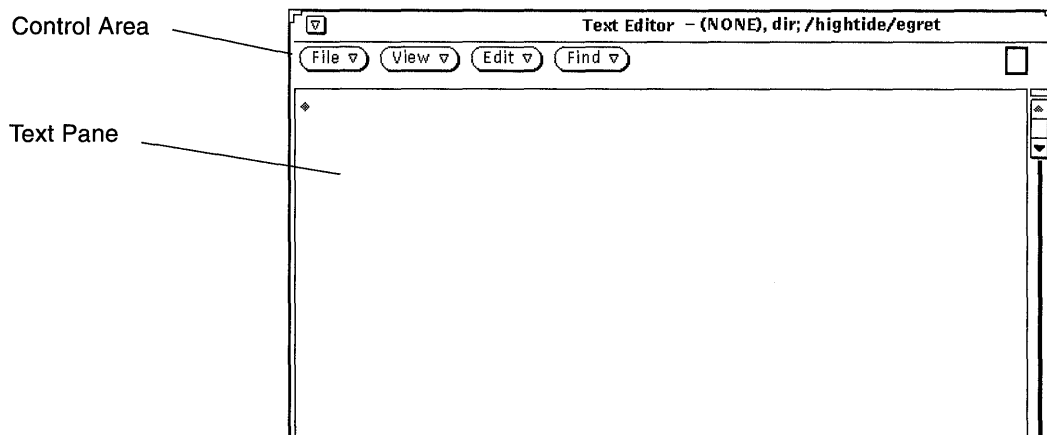 Control Area
Text Editor – (NONE), dir; /hightide/egret
File View Edit Find
Text Pane